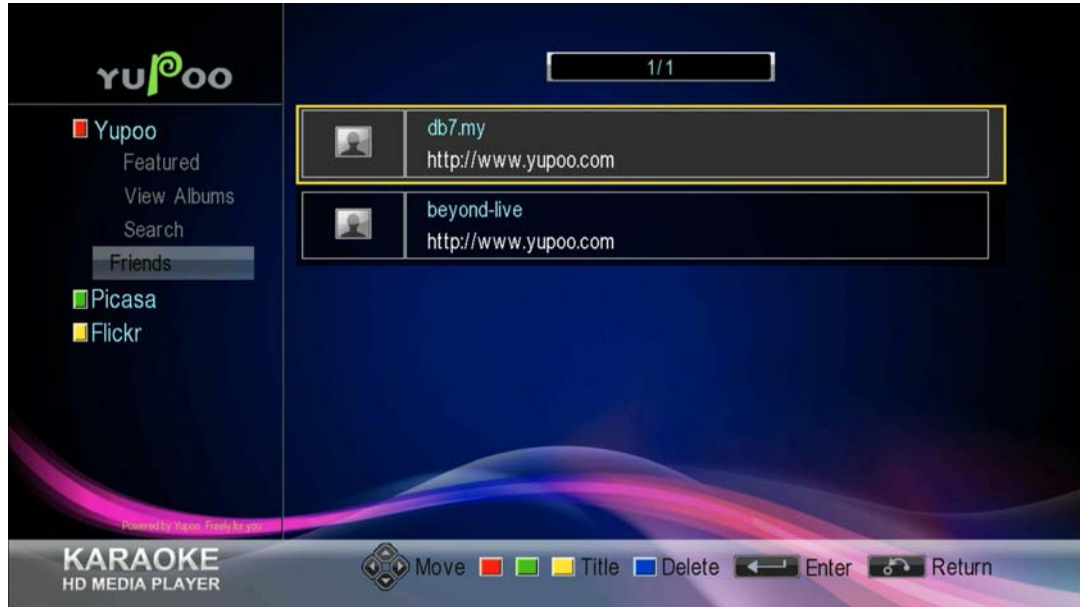 YUPOO
1/1
Yupoo
Featured
View Albums
Search
Friends
Picasa
Flickr
db7.my
http://www.yupoo.com
beyond-live
http://www.yupoo.com
Powered by Yupoo. Freely for you
KARAOKE
HD MEDIA PLAYER
Move Title Delete Enter Return